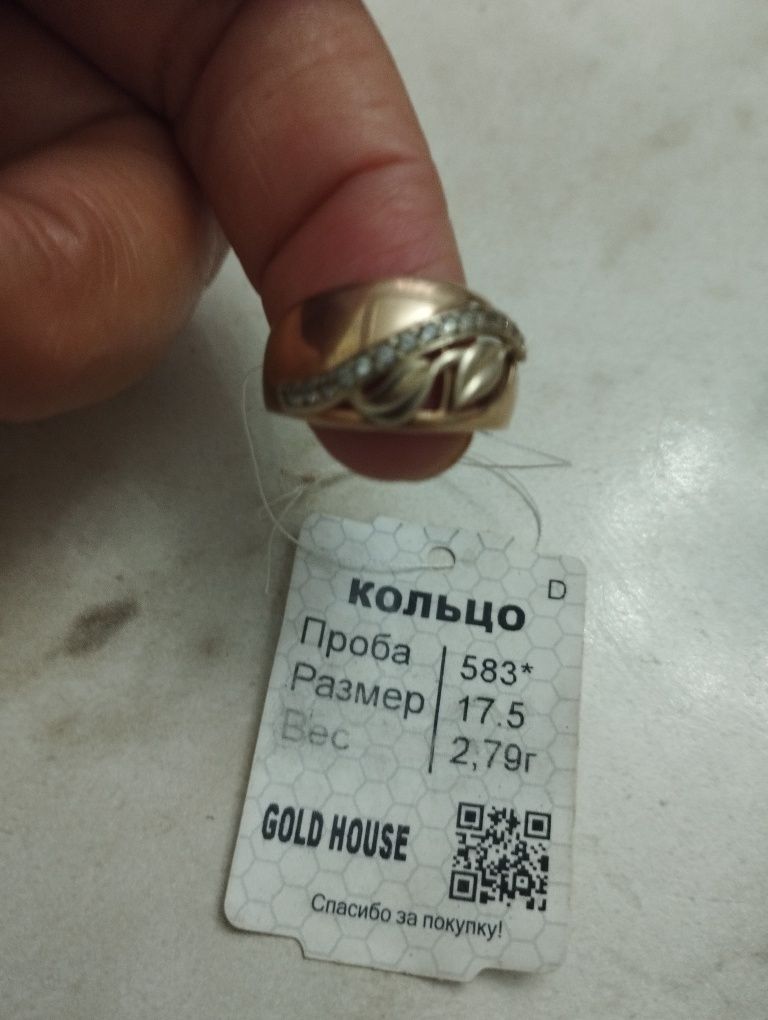 D
кольцо
Проба 583*
Размер 17.5
Вес 2,79г
GOLD HOUSE
Спасибо за покупку!